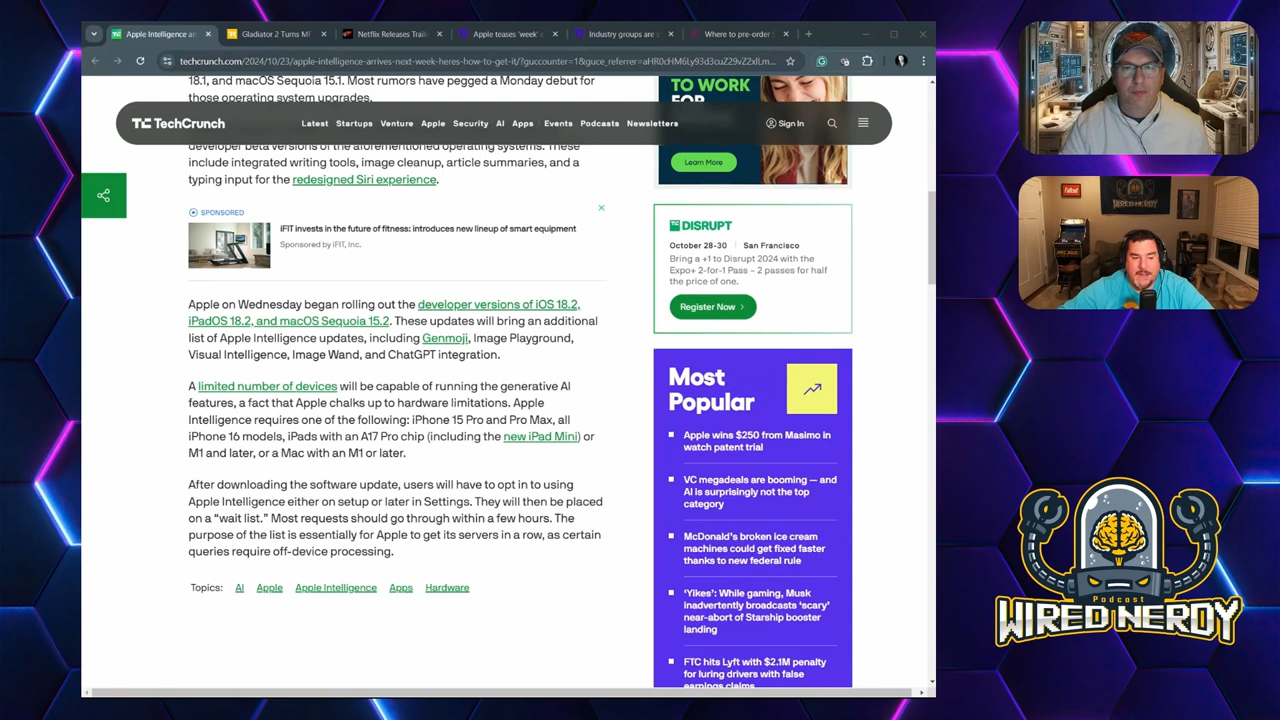 Apple Intelligence ar
Gladiator 2 Turns M
Netflix Releases Trail
Apple teases 'week' o
Industry groups are s
Where to pre-order S
techcrunch.com/2024/10/23/apple-intelligence-arrives-next-week-heres-how-to-get-it/?guccounter=1&guce_referrer=
18.1, and macOS Sequoia 15.1. Most rumors have pegged a Monday debut for
those operating system upgrades.
TechCrunch
Latest Startups Venture Apple Security AI Apps Events Podcasts Newsletters
Sign In
developer beta versions of the aforementioned operating systems. These
include integrated writing tools, image cleanup, article summaries, and a
typing input for the redesigned Siri experience.
SPONSORED
iFIT invests in the future of fitness: introduces new lineup of smart equipment
Sponsored by iFIT, Inc.
Apple on Wednesday began rolling out the developer versions of iOS 18.2,
iPadOS 18.2, and macOS Sequoia 15.2. These updates will bring an additional
list of Apple Intelligence updates, including Genmoji, Image Playground,
Visual Intelligence, Image Wand, and ChatGPT integration.
A limited number of devices will be capable of running the generative AI
features, a fact that Apple chalks up to hardware limitations. Apple
Intelligence requires one of the following: iPhone 15 Pro and Pro Max, all
iPhone 16 models, iPads with an A17 Pro chip (including the new iPad Mini) or
M1 and later, or a Mac with an M1 or later.
After downloading the software update, users will have to opt in to using
Apple Intelligence either on setup or later in Settings. They will then be placed
on a “wait list.” Most requests should go through within a few hours. The
purpose of the list is essentially for Apple to get its servers in a row, as certain
queries require off-device processing.
Topics: AI Apple Apple Intelligence Apps Hardware
TO WORK
FOR
Learn More
TC DISRUPT
October 28-30 | San Francisco
Bring a +1 to Disrupt 2024 with the
Expo+ 2-for-1 Pass – 2 passes for half
the price of one.
Register Now
Most
Popular
Apple wins $250 from Masimo in
watch patent trial
VC megadeals are booming — and
AI is surprisingly not the top
category
McDonald's broken ice cream
machines could get fixed faster
thanks to new federal rule
‘Yikes’: While gaming, Musk
inadvertently broadcasts ‘scary’
near-abort of Starship booster
landing
FTC hits Lyft with $2.1M penalty
for luring drivers with false
earnings claims
Fallout
WIRED NERDY
Podcast
WIRED NERDY